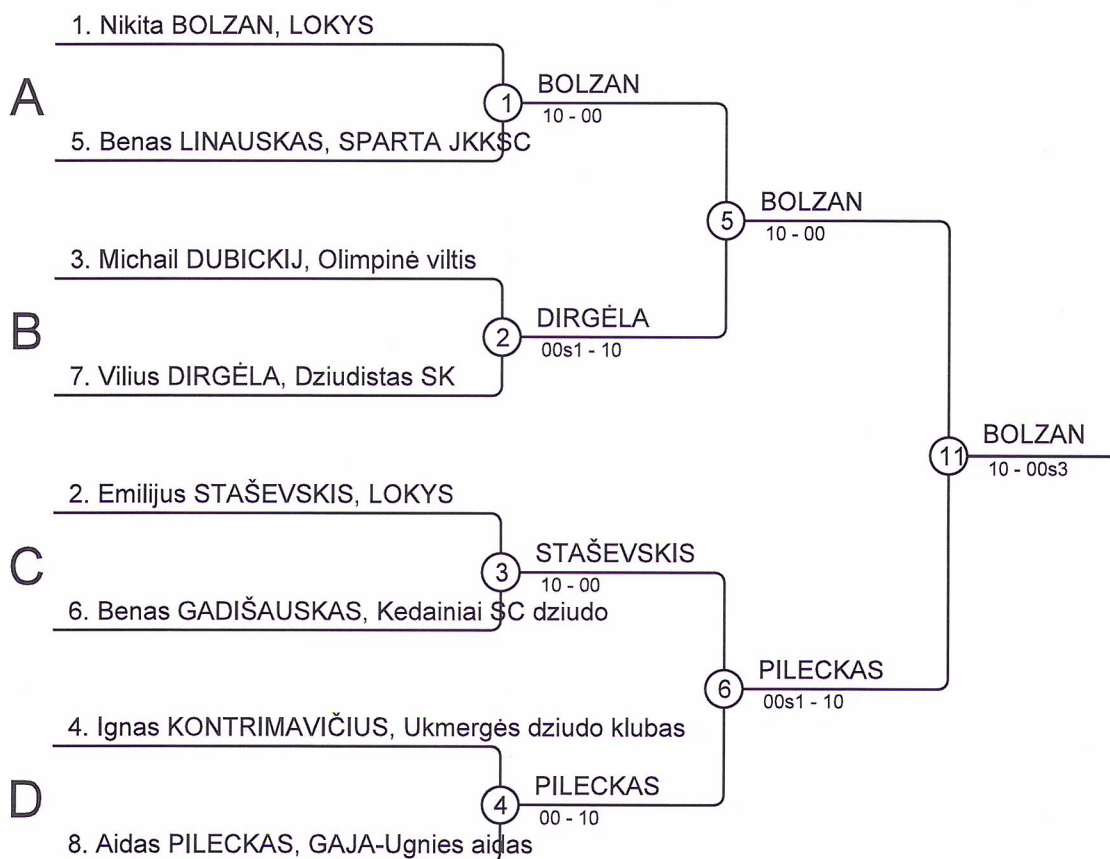 1. Nikita BOLZAN, LOKYS
A
1
BOLZAN
10 - 00
5. Benas LINAUSKAS, SPARTA JKKSC
5
BOLZAN
10 - 00
3. Michail DUBICKIJ, Olimpinė viltis
B
2
DIRGĖLA
00s1 - 10
7. Vilius DIRGĖLA, Dziudistas SK
11
BOLZAN
10 - 00s3
2. Emilijus STAŠEVSKIS, LOKYS
C
3
STAŠEVSKIS
10 - 00
6. Benas GADIŠAUSKAS, Kedainiai SC dziudo
6
PILECKAS
00s1 - 10
4. Ignas KONTRIMAVIČIUS, Ukmergės dziudo klubas
D
4
PILECKAS
00 - 10
8. Aidas PILECKAS, GAJA-Ugnies aidas